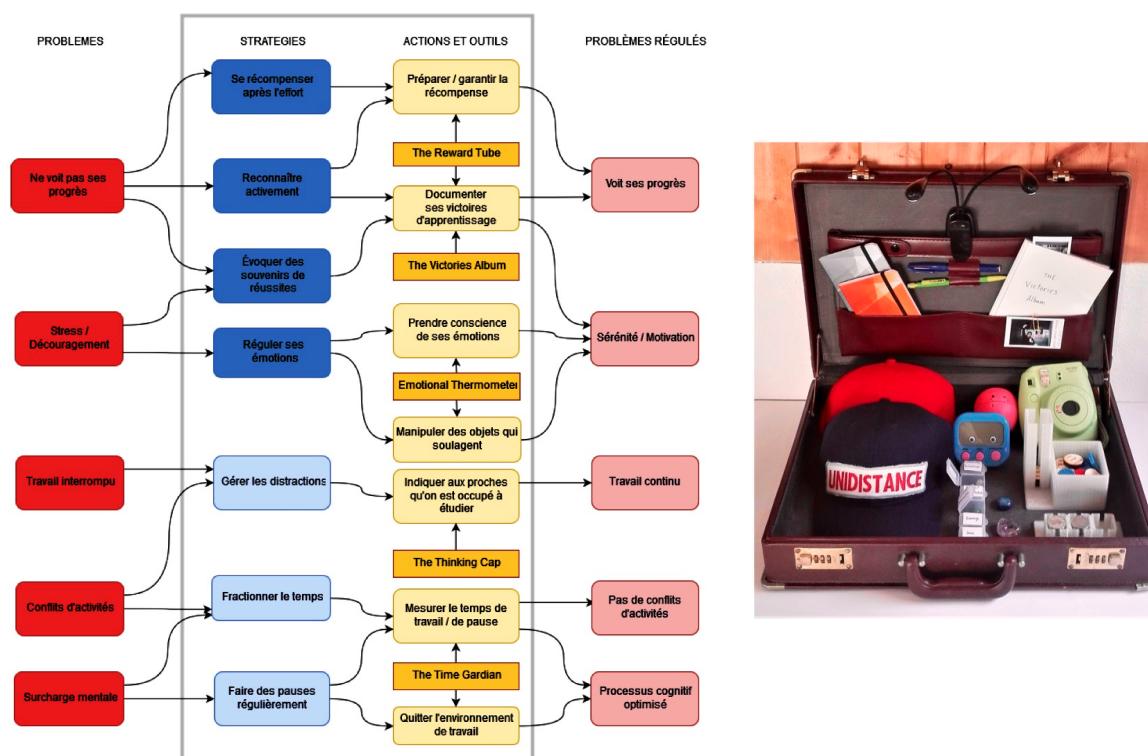 PROBLEMES
STRATEGIES
ACTIONS ET OUTILS
PROBLÈMES RÉGULÉS
Se récompenser
après l'effort
Préparer / garantir la
récompense
The Reward Tube
Ne voit pas ses
progrès
Reconnaître
activement
Documenter
ses victoires
d'apprentissage
Voit ses progrès
Évoquer des
souvenirs de
réussites
The Victories Album
Stress /
Découragement
Réguler ses
émotions
Prendre conscience
de ses émotions
Sérénité / Motivation
Emotional Thermometer
Manipuler des objets qui
soulagent
Travail interrompu
Gérer les distractions
Indiquer aux proches
qu'on est occupé à
étudier
Travail continu
The Thinking Cap
Conflits d'activités
Fractionner le temps
Mesurer le temps de
travail / de pause
Pas de conflits
d'activités
The Time Gardian
Surcharge mentale
Faire des pauses
régulièrement
Quitter l'environnement
de travail
Processus cognitif
optimisé
THE
Victories
Album
UNIDISTANCE